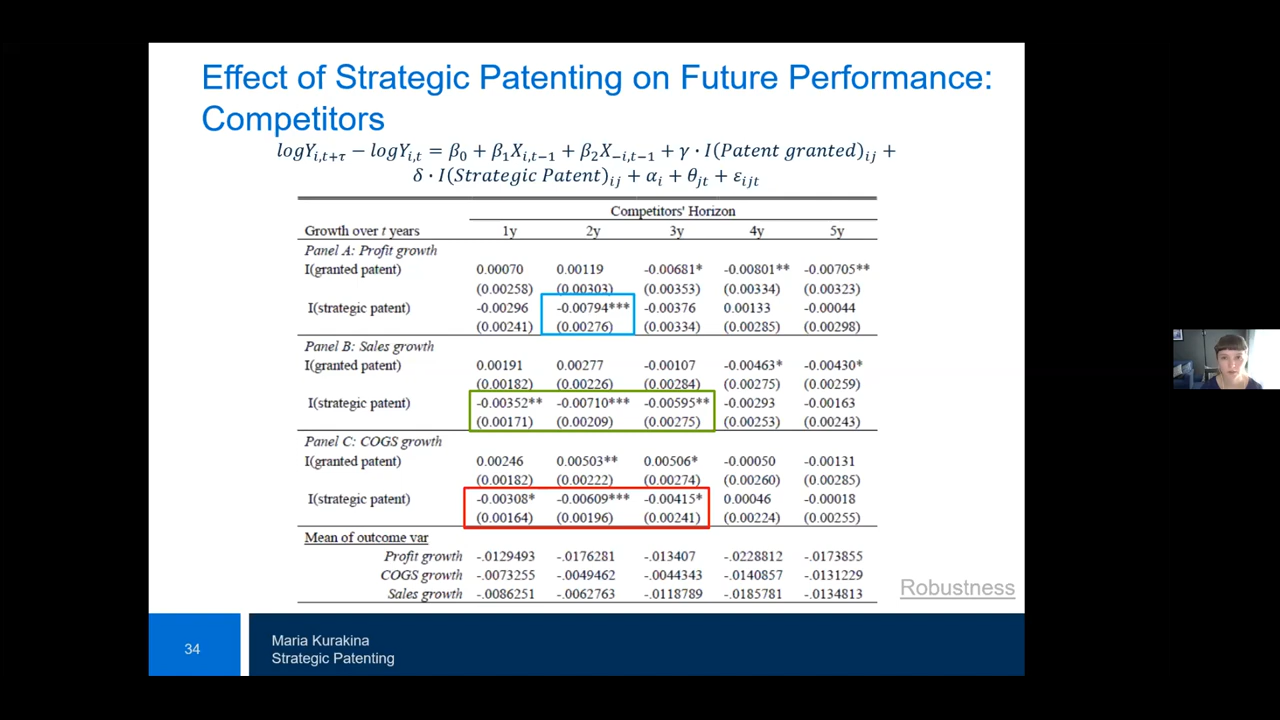 Effect of Strategic Patenting on Future Performance:
Competitors
logY_{i,t+τ} − logY_{i,t} = β_0 + β_1X_{i,t−1} + β_2X_{−i,t−1} + γ · I(Patent granted)_{ij} +
δ · I(Strategic Patent)_{ij} + α_i + θ_{jt} + ε_{ijt}
Competitors' Horizon
Growth over t years 1y 2y 3y 4y 5y
Panel A: Profit growth
I(granted patent) 0.00070 0.00119 -0.00681* -0.00801** -0.00705**
(0.00258) (0.00303) (0.00353) (0.00334) (0.00323)
I(strategic patent) -0.00296 -0.00794*** -0.00376 0.00133 -0.00044
(0.00241) (0.00276) (0.00334) (0.00285) (0.00298)
Panel B: Sales growth
I(granted patent) 0.00191 0.00277 -0.00107 -0.00463* -0.00430*
(0.00182) (0.00226) (0.00284) (0.00275) (0.00259)
I(strategic patent) -0.00352** -0.00710*** -0.00595** -0.00293 -0.00163
(0.00171) (0.00209) (0.00275) (0.00253) (0.00243)
Panel C: COGS growth
I(granted patent) 0.00246 0.00503** 0.00506* -0.00050 -0.00131
(0.00182) (0.00222) (0.00274) (0.00260) (0.00285)
I(strategic patent) -0.00308* -0.00609*** -0.00415* 0.00046 -0.00018
(0.00164) (0.00196) (0.00241) (0.00224) (0.00255)
Mean of outcome var
Profit growth -.0129493 -.0176281 -.013407 -.0228812 -.0173855
COGS growth -.0073255 -.0049462 -.0044343 -.0140857 -.0131229
Sales growth -.0086251 -.0062763 -.0118789 -.0185781 -.0134813
Robustness
34
Maria Kurakina
Strategic Patenting